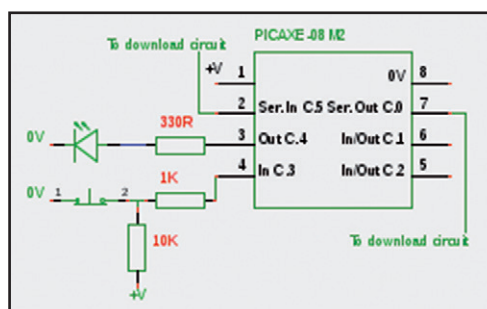 PICAXE -08 M2
To download circuit
+V 1 0V 8
2 Ser.In C.5 Ser.Out C.0 7
330R
0V 3 Out C.4 In/Out C.1 6
1K 4 In C.3 In/Out C.2 5
0V 1 2
10K
To download circuit
+V